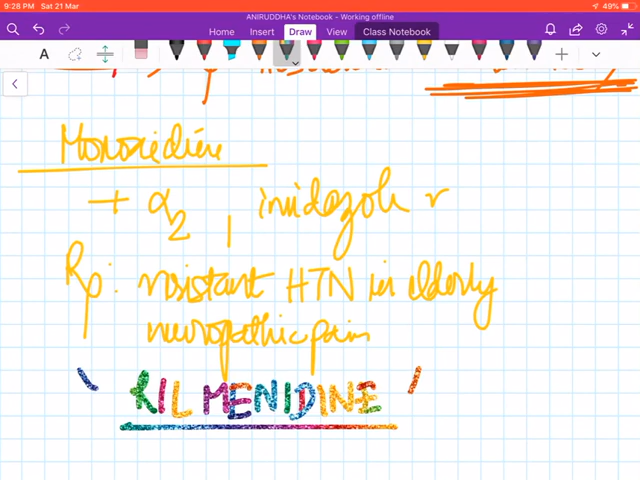 9:28 PM Sat 21 Mar
49%
ANIRUDDHA's Notebook - Working offline
Home Insert Draw View Class Notebook
A
+ α2, imidazole r
Rp: resistant HTN in elderly
neuropathic pain
' RILMENIDINE '